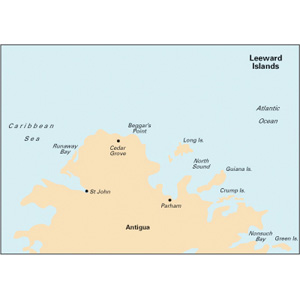 Leeward
Islands
Atlantic
Ocean
Caribbean
Sea
Beggar's
Point
Long Is.
Runaway
Bay
Cedar
Grove
North
Sound
Guiana Is.
Crump Is.
St John
Parham
Antigua
Nonsuch
Bay
Green Is.